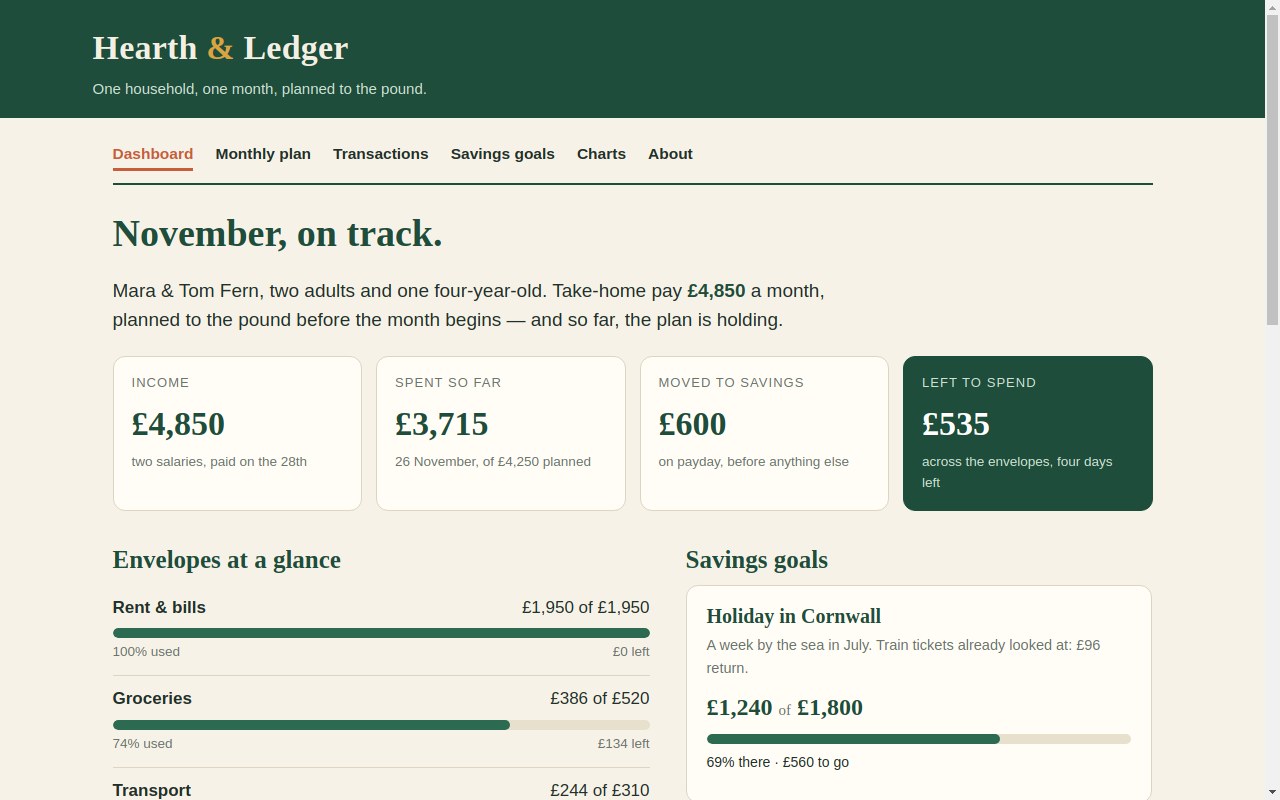 Hearth & Ledger
One household, one month, planned to the pound.
Dashboard Monthly plan Transactions Savings goals Charts About
November, on track.
Mara & Tom Fern, two adults and one four-year-old. Take-home pay £4,850 a month,
planned to the pound before the month begins — and so far, the plan is holding.
INCOME
£4,850
two salaries, paid on the 28th
SPENT SO FAR
£3,715
26 November, of £4,250 planned
MOVED TO SAVINGS
£600
on payday, before anything else
LEFT TO SPEND
£535
across the envelopes, four days
left
Envelopes at a glance
Rent & bills £1,950 of £1,950
100% used £0 left
Groceries £386 of £520
74% used £134 left
Transport £244 of £310
Savings goals
Holiday in Cornwall
A week by the sea in July. Train tickets already looked at: £96
return.
£1,240 of £1,800
69% there · £560 to go